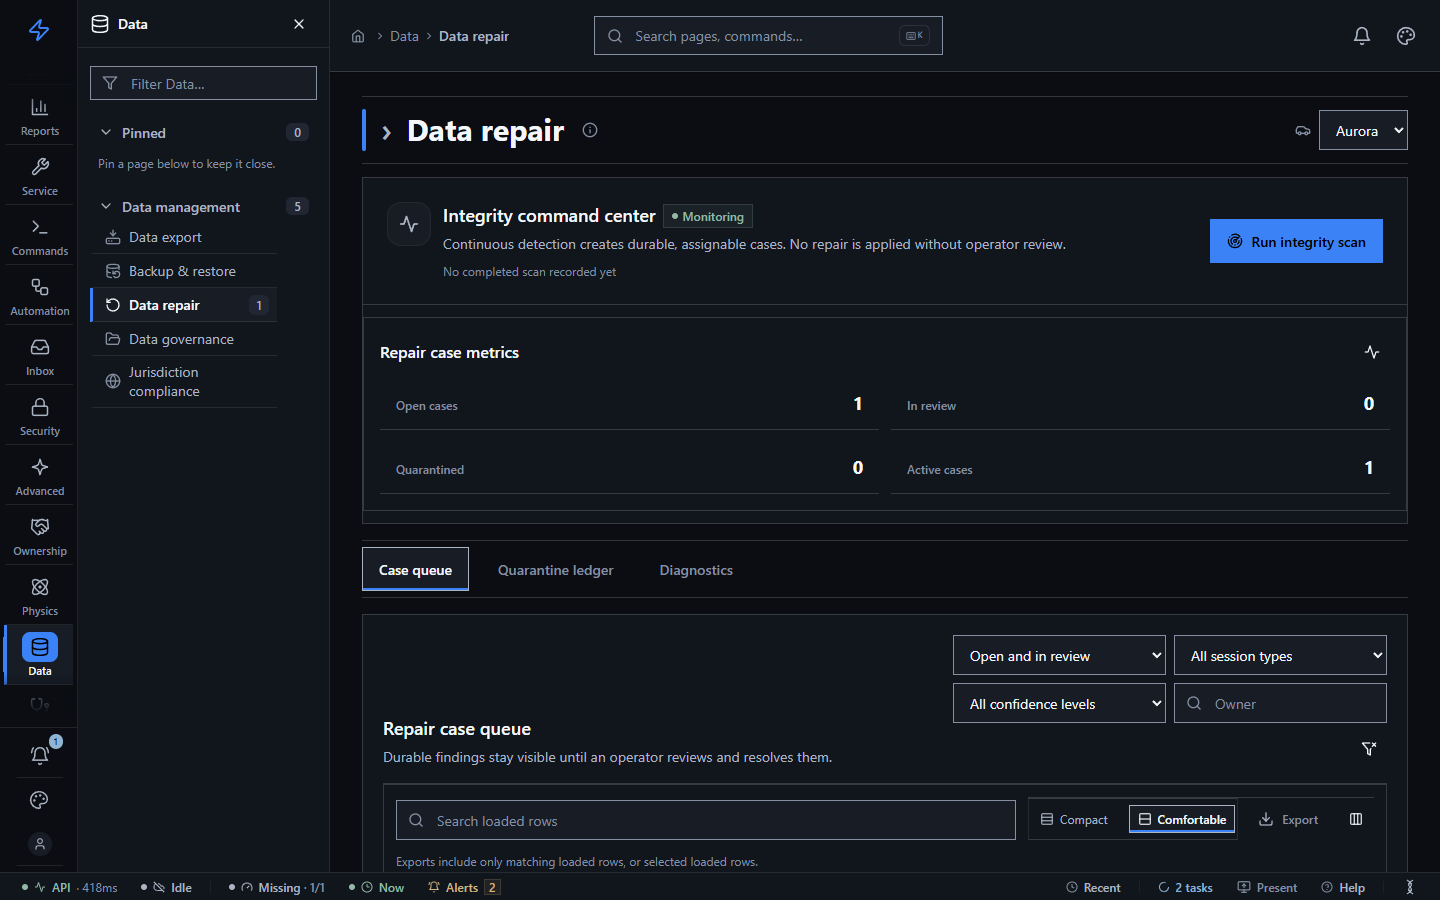 Reports
Service
Commands
Automation
Inbox
Security
Advanced
Ownership
Physics
Data
1
Data
Filter Data...
Pinned 0
Pin a page below to keep it close.
Data management 5
Data export
Backup & restore
Data repair 1
Data governance
Jurisdiction
compliance
Data Data repair
Search pages, commands... K
Data repair
Aurora
Integrity command center Monitoring
Continuous detection creates durable, assignable cases. No repair is applied without operator review.
No completed scan recorded yet
Run integrity scan
Repair case metrics
Open cases 1
In review 0
Quarantined 0
Active cases 1
Case queue
Quarantine ledger
Diagnostics
Open and in review
All session types
All confidence levels
Owner
Repair case queue
Durable findings stay visible until an operator reviews and resolves them.
Search loaded rows
Compact
Comfortable
Export
Exports include only matching loaded rows, or selected loaded rows.
API · 418ms
Idle
Missing · 1/1
Now
Alerts 2
Recent
2 tasks
Present
Help